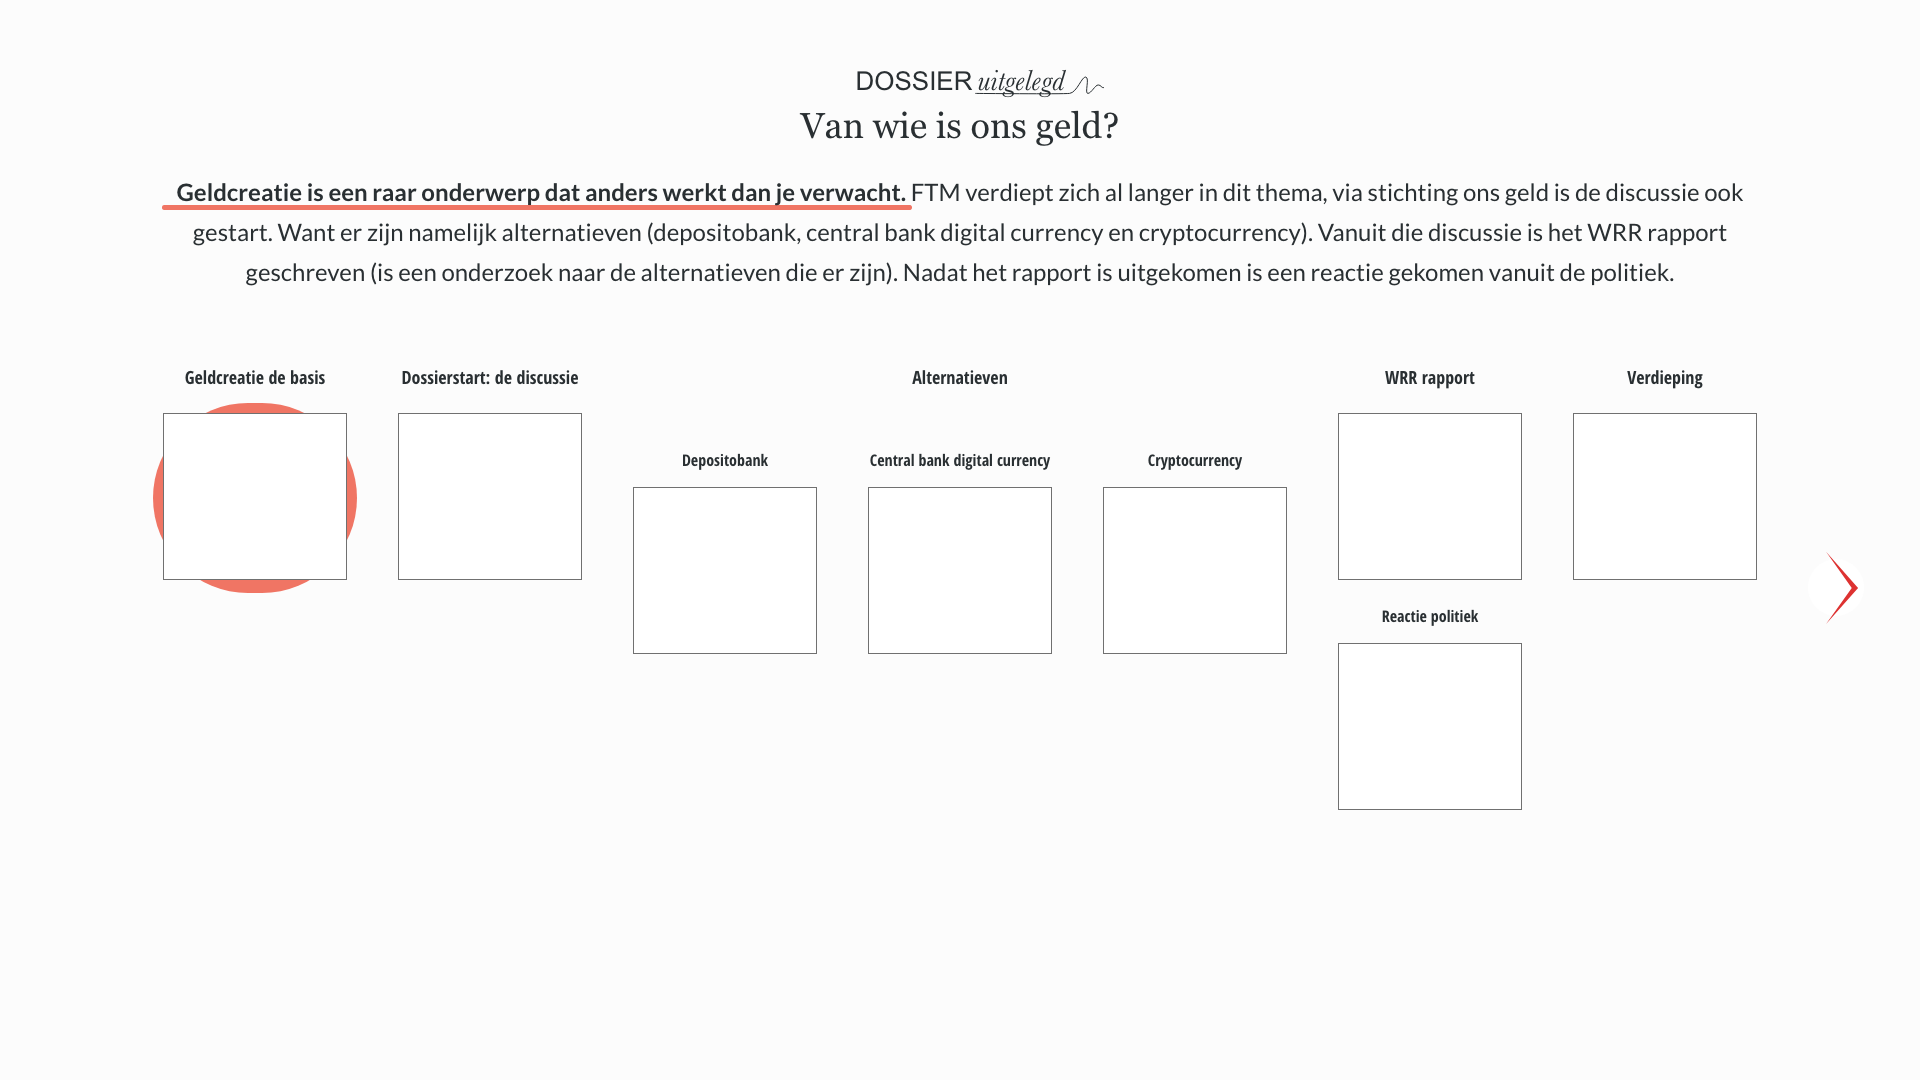 DOSSIER uitgelegd
Van wie is ons geld?
Geldcreatie is een raar onderwerp dat anders werkt dan je verwacht. FTM verdiept zich al langer in dit thema, via stichting ons geld is de discussie ook
gestart. Want er zijn namelijk alternatieven (depositobank, central bank digital currency en cryptocurrency). Vanuit die discussie is het WRR rapport
geschreven (is een onderzoek naar de alternatieven die er zijn). Nadat het rapport is uitgekomen is een reactie gekomen vanuit de politiek.
Geldcreatie de basis
Dossierstart: de discussie
Alternatieven
WRR rapport
Verdieping
Depositobank
Central bank digital currency
Cryptocurrency
Reactie politiek